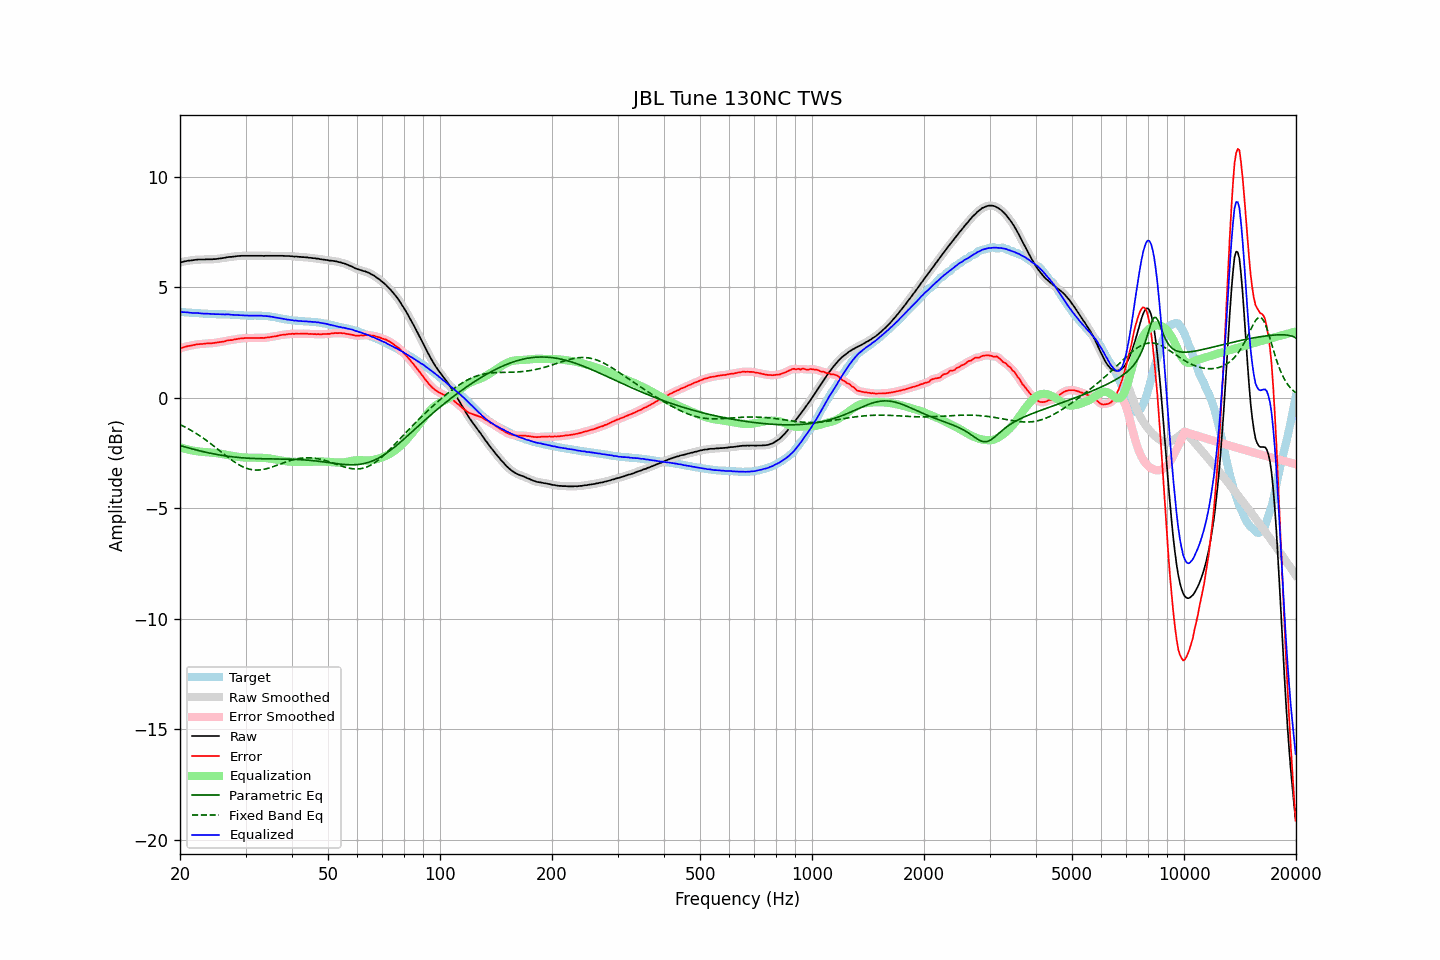 JBL Tune 130NC TWS
Amplitude (dBr)
10
5
0
−5
−10
−15
−20
Target
Raw Smoothed
Error Smoothed
Raw
Error
Equalization
Parametric Eq
Fixed Band Eq
Equalized
20 50 100 200 500 1000 2000 5000 10000 20000
Frequency (Hz)